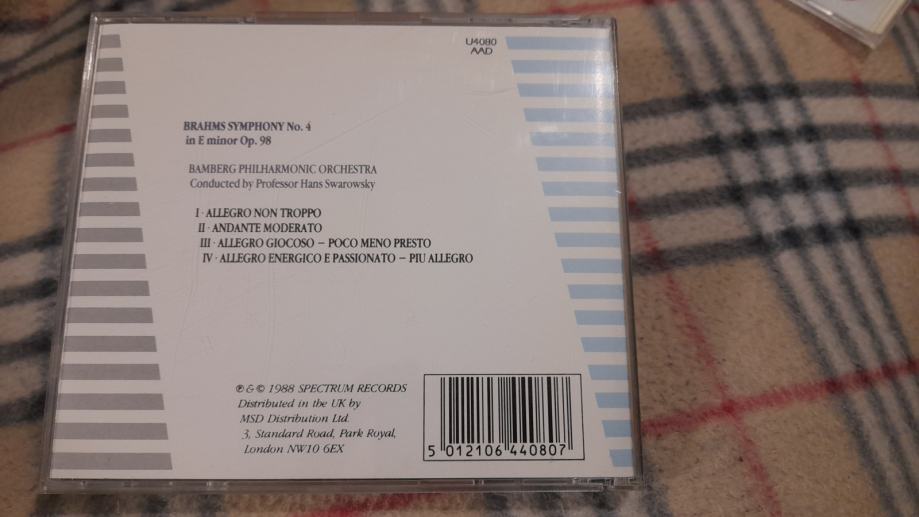 U4080
AAD
BRAHMS SYMPHONY No. 4
in E minor Op. 98
BAMBERG PHILHARMONIC ORCHESTRA
Conducted by Professor Hans Swarowsky
I · ALLEGRO NON TROPPO
II · ANDANTE MODERATO
III · ALLEGRO GIOCOSO – POCO MENO PRESTO
IV · ALLEGRO ENERGICO E PASSIONATO – PIU ALLEGRO
℗ & © 1988 SPECTRUM RECORDS
Distributed in the UK by
MSD Distribution Ltd.
3, Standard Road, Park Royal,
London NW10 6EX
5 012106 440807